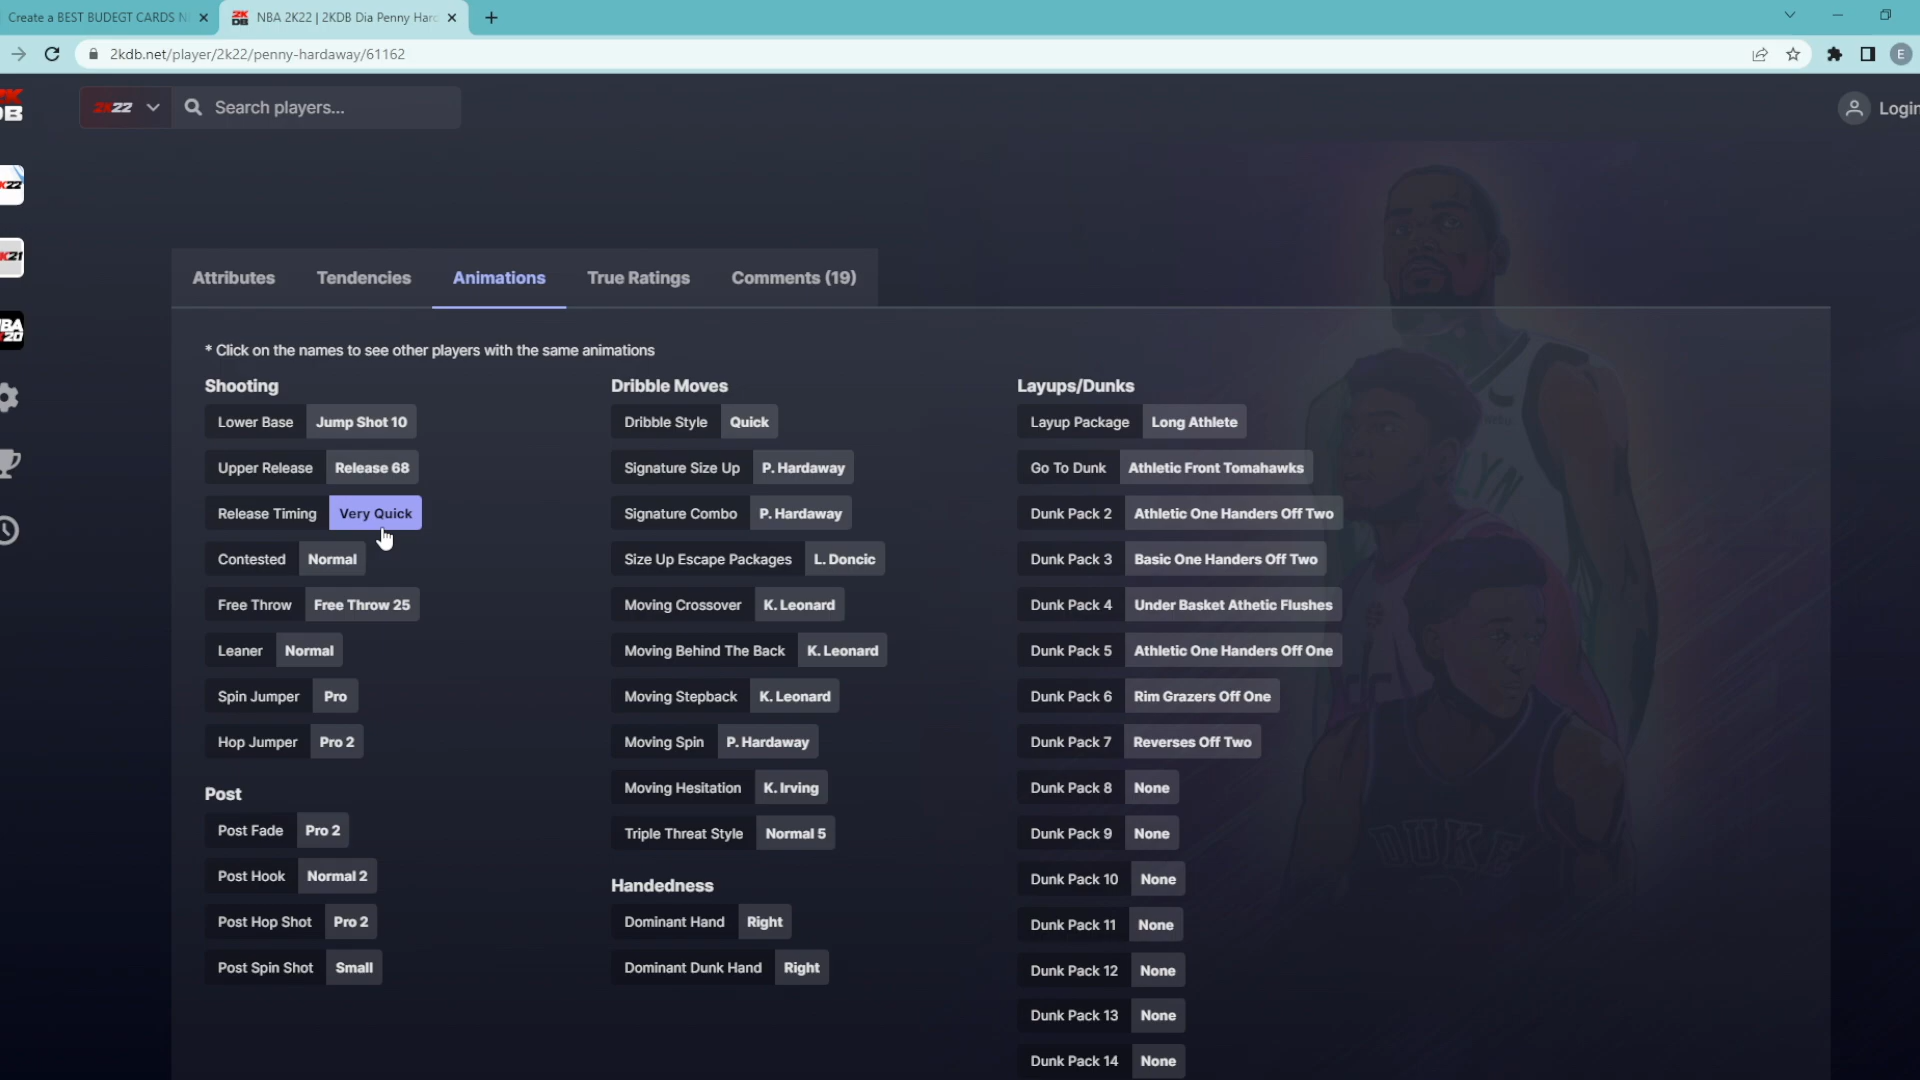 Create a BEST BUDEGT CARDS N
NBA 2K22 | 2KDB Dia Penny Hard
2kdb.net/player/2k22/penny-hardaway/61162
E
2K22
Search players...
Login
Attributes
Tendencies
Animations
True Ratings
Comments (19)
* Click on the names to see other players with the same animations
Shooting
Lower Base Jump Shot 10
Upper Release Release 68
Release Timing Very Quick
Contested Normal
Free Throw Free Throw 25
Leaner Normal
Spin Jumper Pro
Hop Jumper Pro 2
Post
Post Fade Pro 2
Post Hook Normal 2
Post Hop Shot Pro 2
Post Spin Shot Small
Dribble Moves
Dribble Style Quick
Signature Size Up P. Hardaway
Signature Combo P. Hardaway
Size Up Escape Packages L. Doncic
Moving Crossover K. Leonard
Moving Behind The Back K. Leonard
Moving Stepback K. Leonard
Moving Spin P. Hardaway
Moving Hesitation K. Irving
Triple Threat Style Normal 5
Handedness
Dominant Hand Right
Dominant Dunk Hand Right
Layups/Dunks
Layup Package Long Athlete
Go To Dunk Athletic Front Tomahawks
Dunk Pack 2 Athletic One Handers Off Two
Dunk Pack 3 Basic One Handers Off Two
Dunk Pack 4 Under Basket Athetic Flushes
Dunk Pack 5 Athletic One Handers Off One
Dunk Pack 6 Rim Grazers Off One
Dunk Pack 7 Reverses Off Two
Dunk Pack 8 None
Dunk Pack 9 None
Dunk Pack 10 None
Dunk Pack 11 None
Dunk Pack 12 None
Dunk Pack 13 None
Dunk Pack 14 None
DUKE